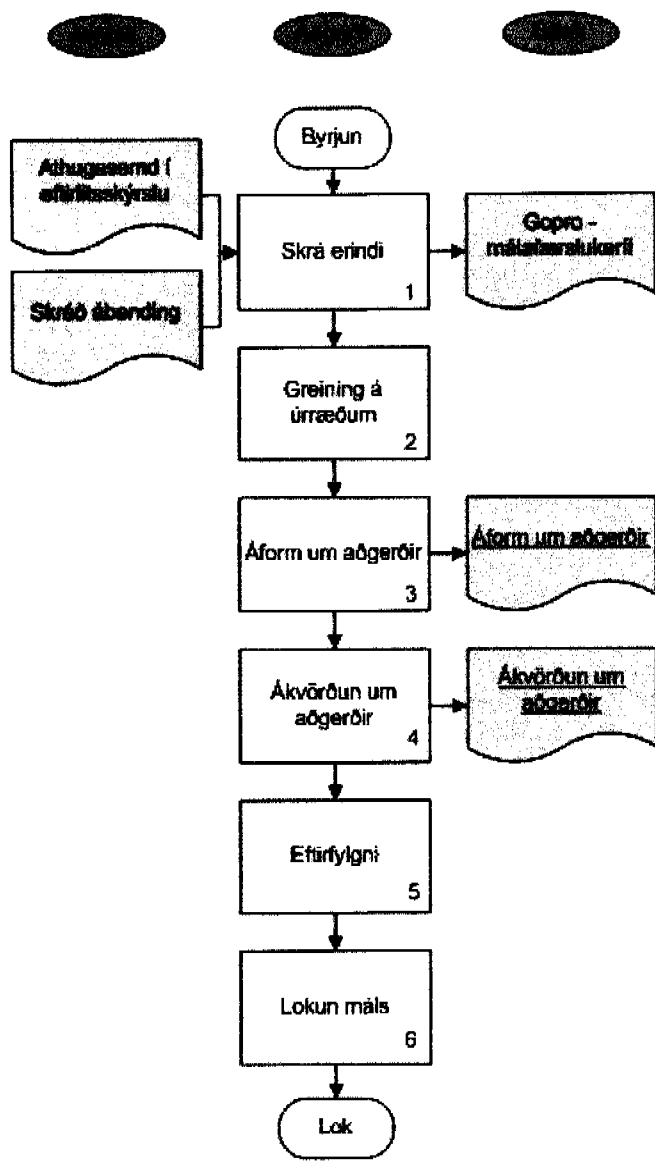 Byrjun
Athugasemd í
eftirlitsskýrslu
Skrá erindi
1
Gopro -
málaskrárkerfi
Skráð ábending
Greining á
úrræðum
2
Áform um aðgerðir
3
Áform um aðgerðir
Ákvörðun um
aðgerðir
4
Ákvörðun um
aðgerðir
Eftirfylgni
5
Lokun máls
6
Lok